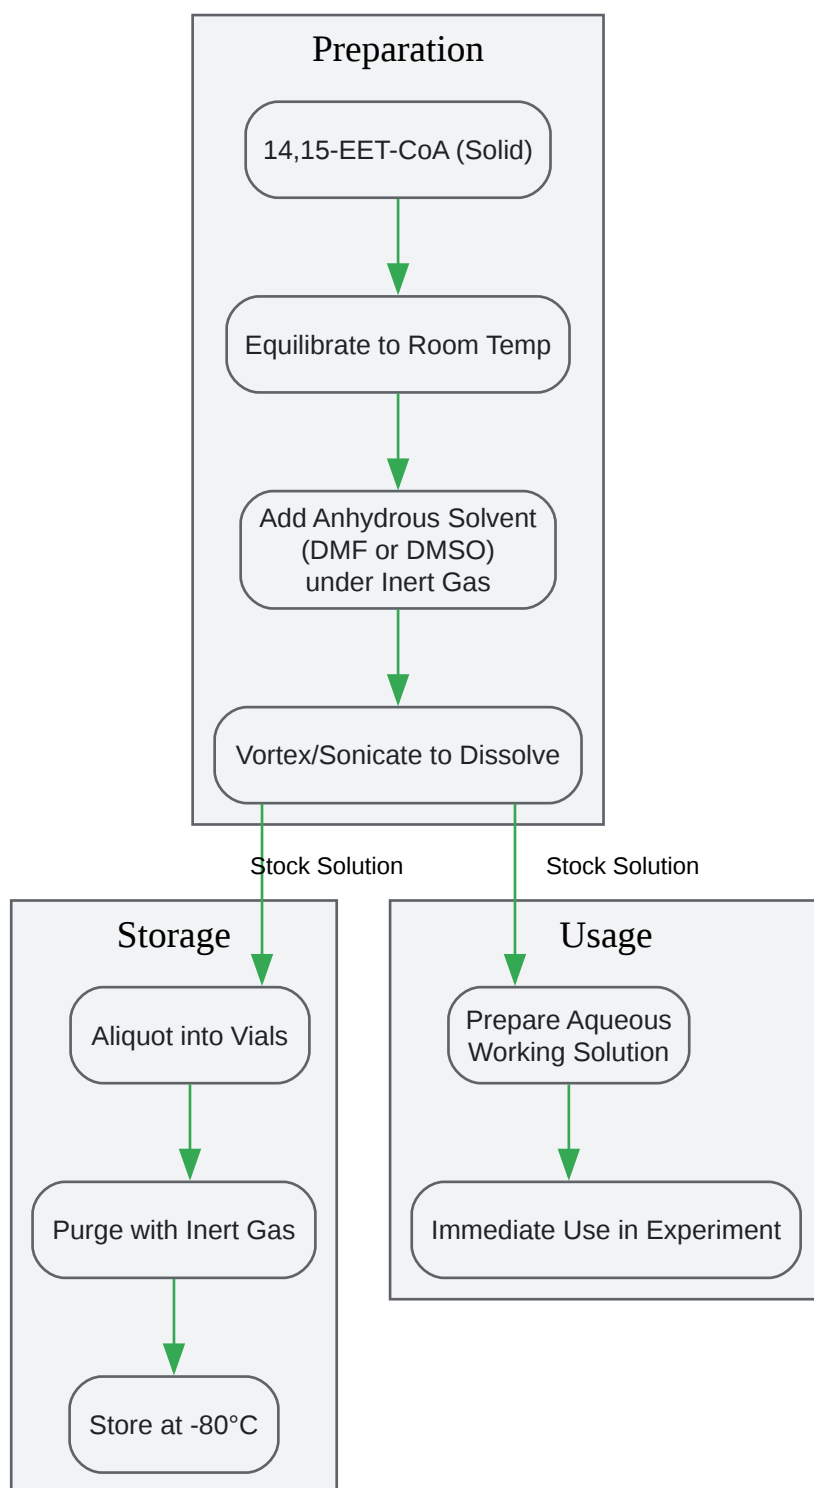 Preparation
14,15-EET-CoA (Solid)
Equilibrate to Room Temp
Add Anhydrous Solvent
(DMF or DMSO)
under Inert Gas
Vortex/Sonicate to Dissolve
Stock Solution
Stock Solution
Storage
Aliquot into Vials
Purge with Inert Gas
Store at -80°C
Usage
Prepare Aqueous
Working Solution
Immediate Use in Experiment